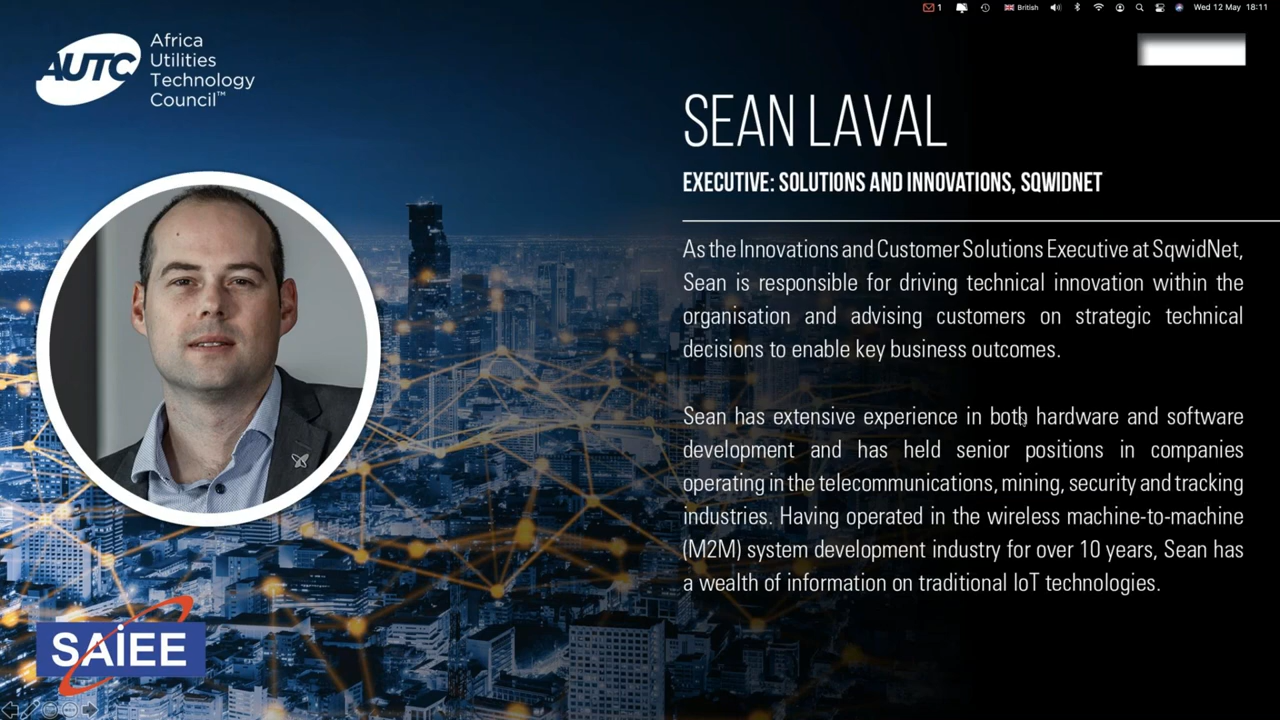 1 British Wed 12 May 18:11
AUTC
Africa
Utilities
Technology
Council™
SEAN LAVAL
EXECUTIVE: SOLUTIONS AND INNOVATIONS, SQWIDNET
As the Innovations and Customer Solutions Executive at SqwidNet,
Sean is responsible for driving technical innovation within the
organisation and advising customers on strategic technical
decisions to enable key business outcomes.
Sean has extensive experience in both hardware and software
development and has held senior positions in companies
operating in the telecommunications, mining, security and tracking
industries. Having operated in the wireless machine-to-machine
(M2M) system development industry for over 10 years, Sean has
a wealth of information on traditional IoT technologies.
SAiEE